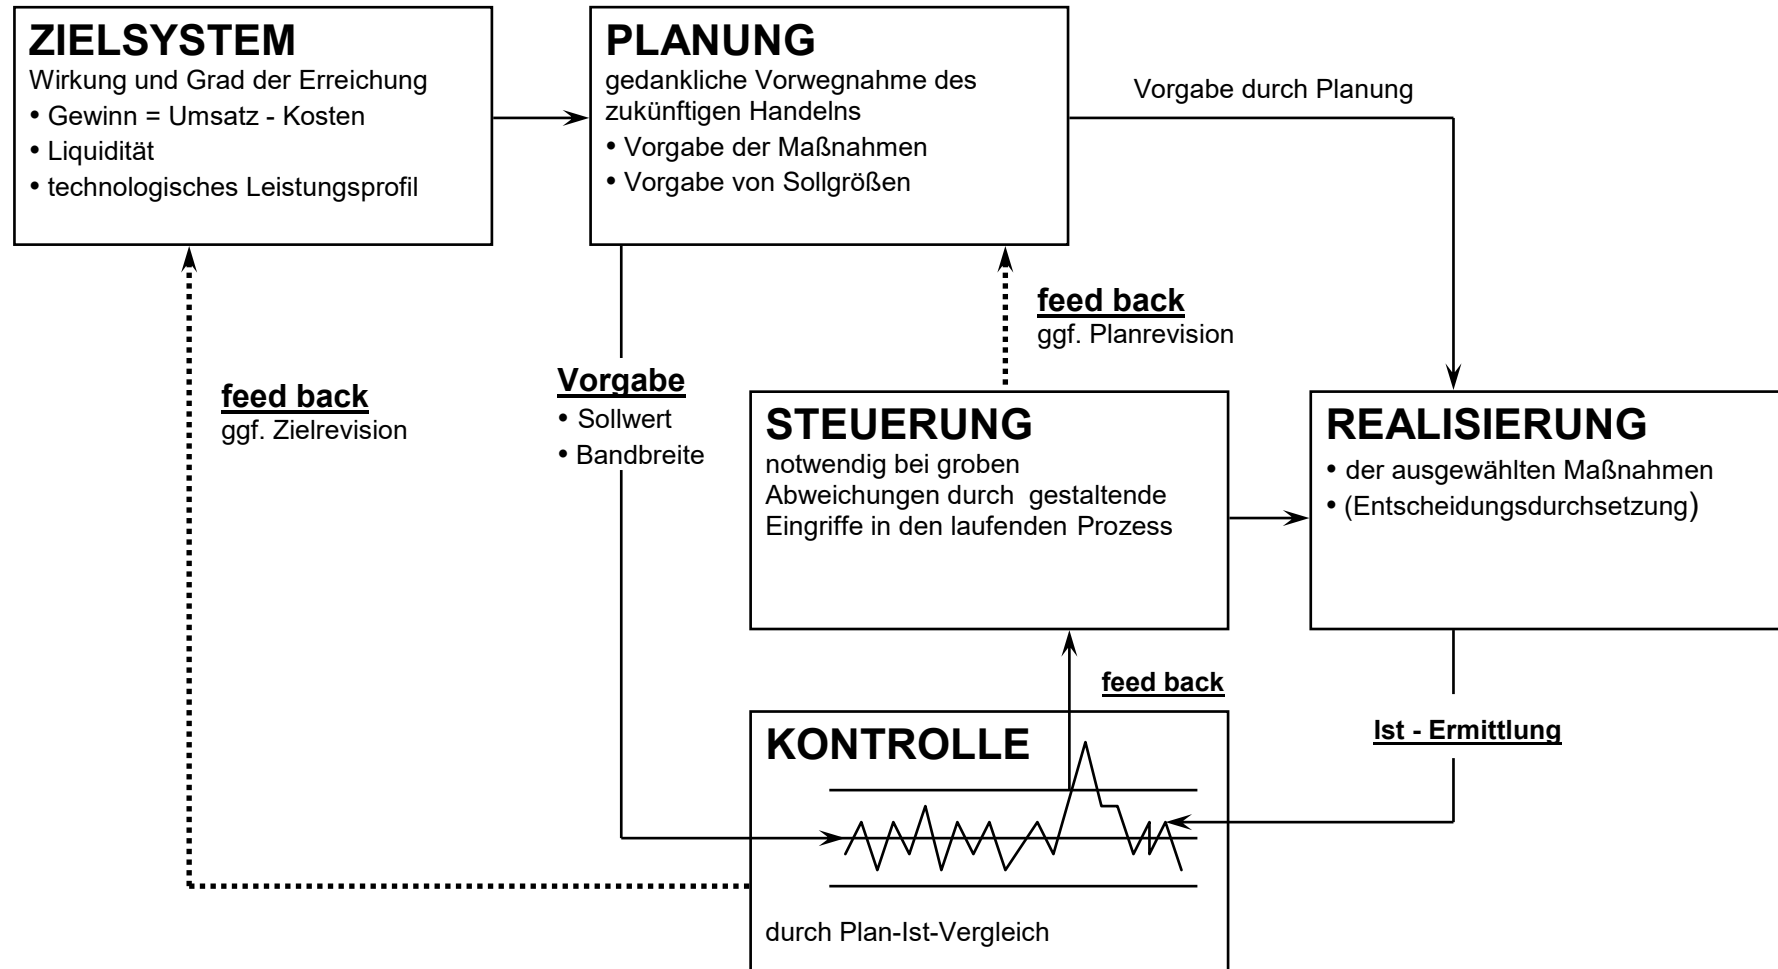 ZIELSYSTEM
Wirkung und Grad der Erreichung
• Gewinn = Umsatz - Kosten
• Liquidität
• technologisches Leistungsprofil
PLANUNG
gedankliche Vorwegnahme des
zukünftigen Handelns
• Vorgabe der Maßnahmen
• Vorgabe von Sollgrößen
Vorgabe durch Planung
feed back
ggf. Planrevision
Vorgabe
• Sollwert
• Bandbreite
feed back
ggf. Zielrevision
STEUERUNG
notwendig bei groben
Abweichungen durch gestaltende
Eingriffe in den laufenden Prozess
REALISIERUNG
• der ausgewählten Maßnahmen
• (Entscheidungsdurchsetzung)
feed back
Ist - Ermittlung
KONTROLLE
durch Plan-Ist-Vergleich